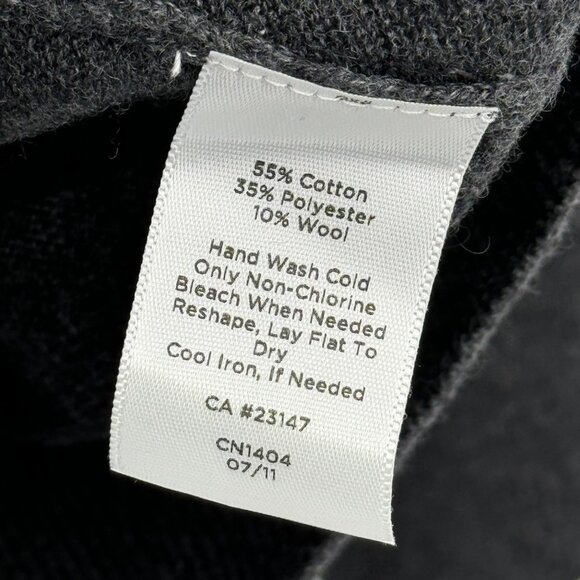 55% Cotton
35% Polyester
10% Wool
Hand Wash Cold
Only Non-Chlorine
Bleach When Needed
Reshape, Lay Flat To
Dry
Cool Iron, If Needed
CA #23147
CN1404
07/11